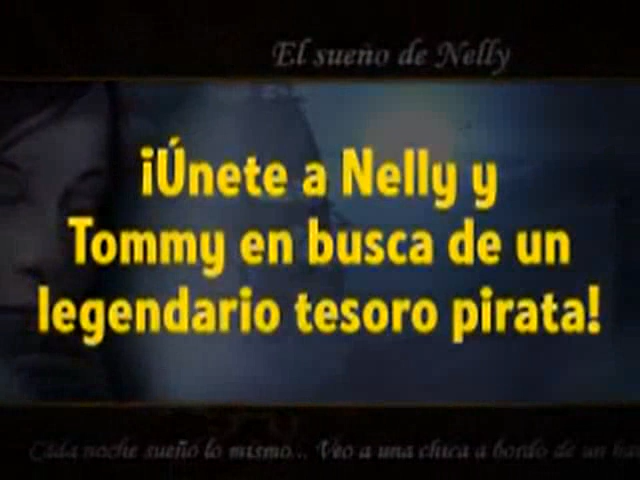 El sueño de Nelly
¡Únete a Nelly y
Tommy en busca de un
legendario tesoro pirata!
Cada noche sueño lo mismo... Veo a una chica a bordo de un